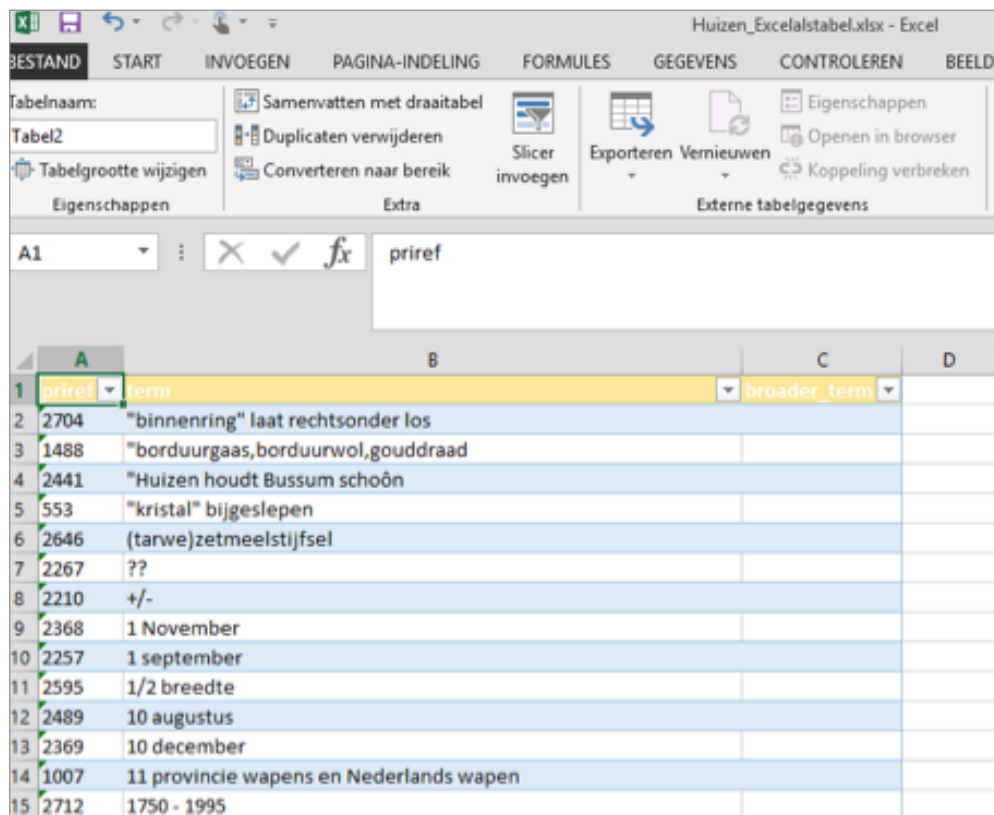 Huizen_Excelalstabel.xlsx - Excel
BESTAND START INVOEGEN PAGINA-INDELING FORMULES GEGEVENS CONTROLEREN BEELD
Tabelnaam:
Tabel2
Tabelgrootte wijzigen
Eigenschappen
Samenvatten met draaitabel
Duplicaten verwijderen
Converteren naar bereik
Extra
Slicer
invoegen
Exporteren Vernieuwen
Eigenschappen
Openen in browser
Koppeling verbreken
Externe tabelgegevens
A1 fx priref
A B C D
1 priref term broader_term
2 2704 "binnenring" laat rechtsonder los
3 1488 "borduurgaas,borduurwol,gouddraad
4 2441 "Huizen houdt Bussum schoôn
5 553 "kristal" bijgeslepen
6 2646 (tarwe)zetmeelstijfsel
7 2267 ??
8 2210 +/-
9 2368 1 November
10 2257 1 september
11 2595 1/2 breedte
12 2489 10 augustus
13 2369 10 december
14 1007 11 provincie wapens en Nederlands wapen
15 2712 1750 - 1995